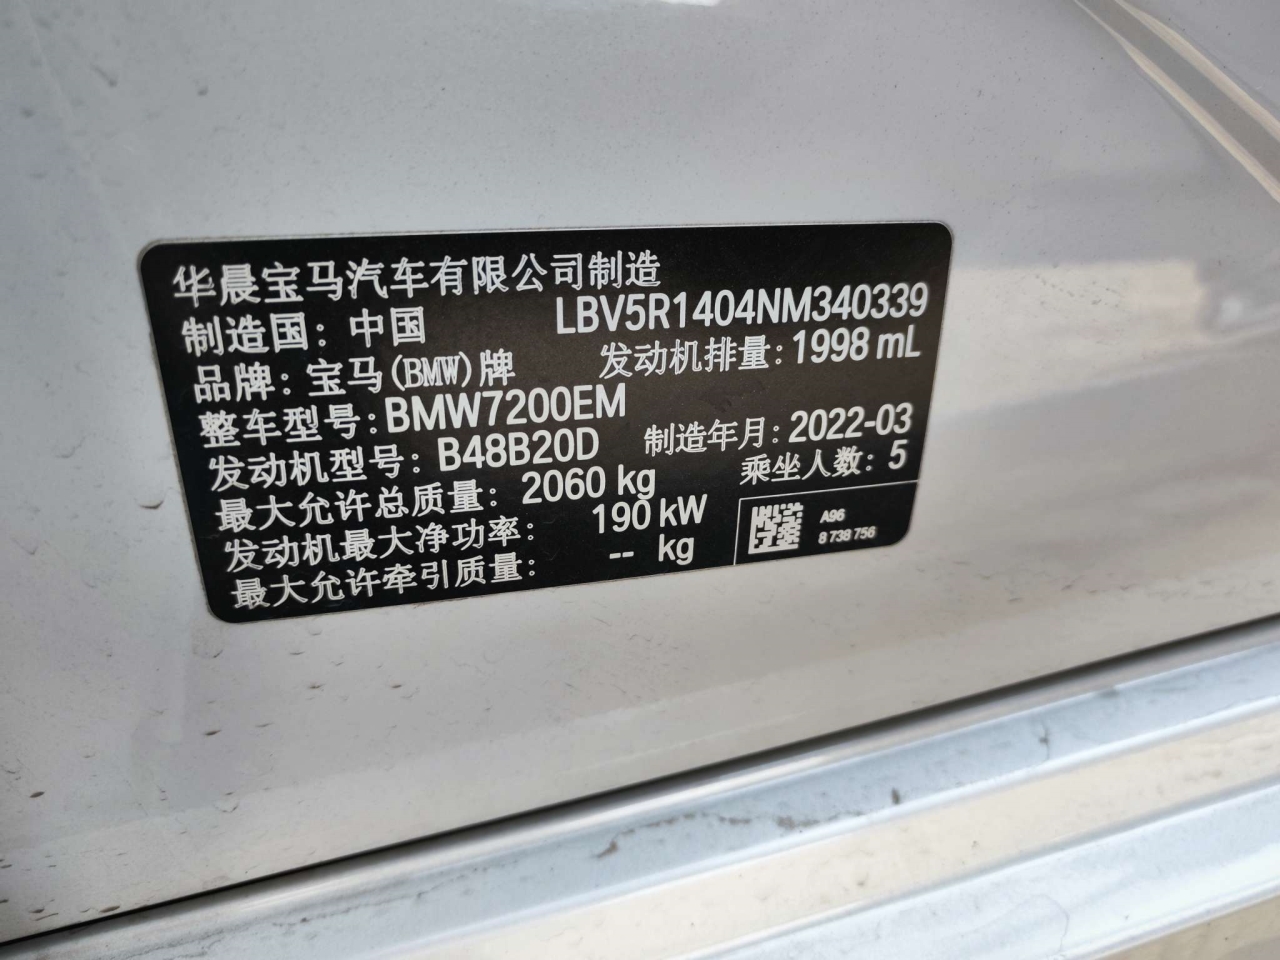 华晨宝马汽车有限公司制造
制造国：中国 LBV5R1404NM340339
品牌：宝马(BMW)牌 发动机排量：1998 mL
整车型号：BMW7200EM
发动机型号：B48B20D 制造年月：2022-03
最大允许总质量：2060 kg 乘坐人数：5
发动机最大净功率：190 kW
最大允许牵引质量：-- kg
A96
8 738 756